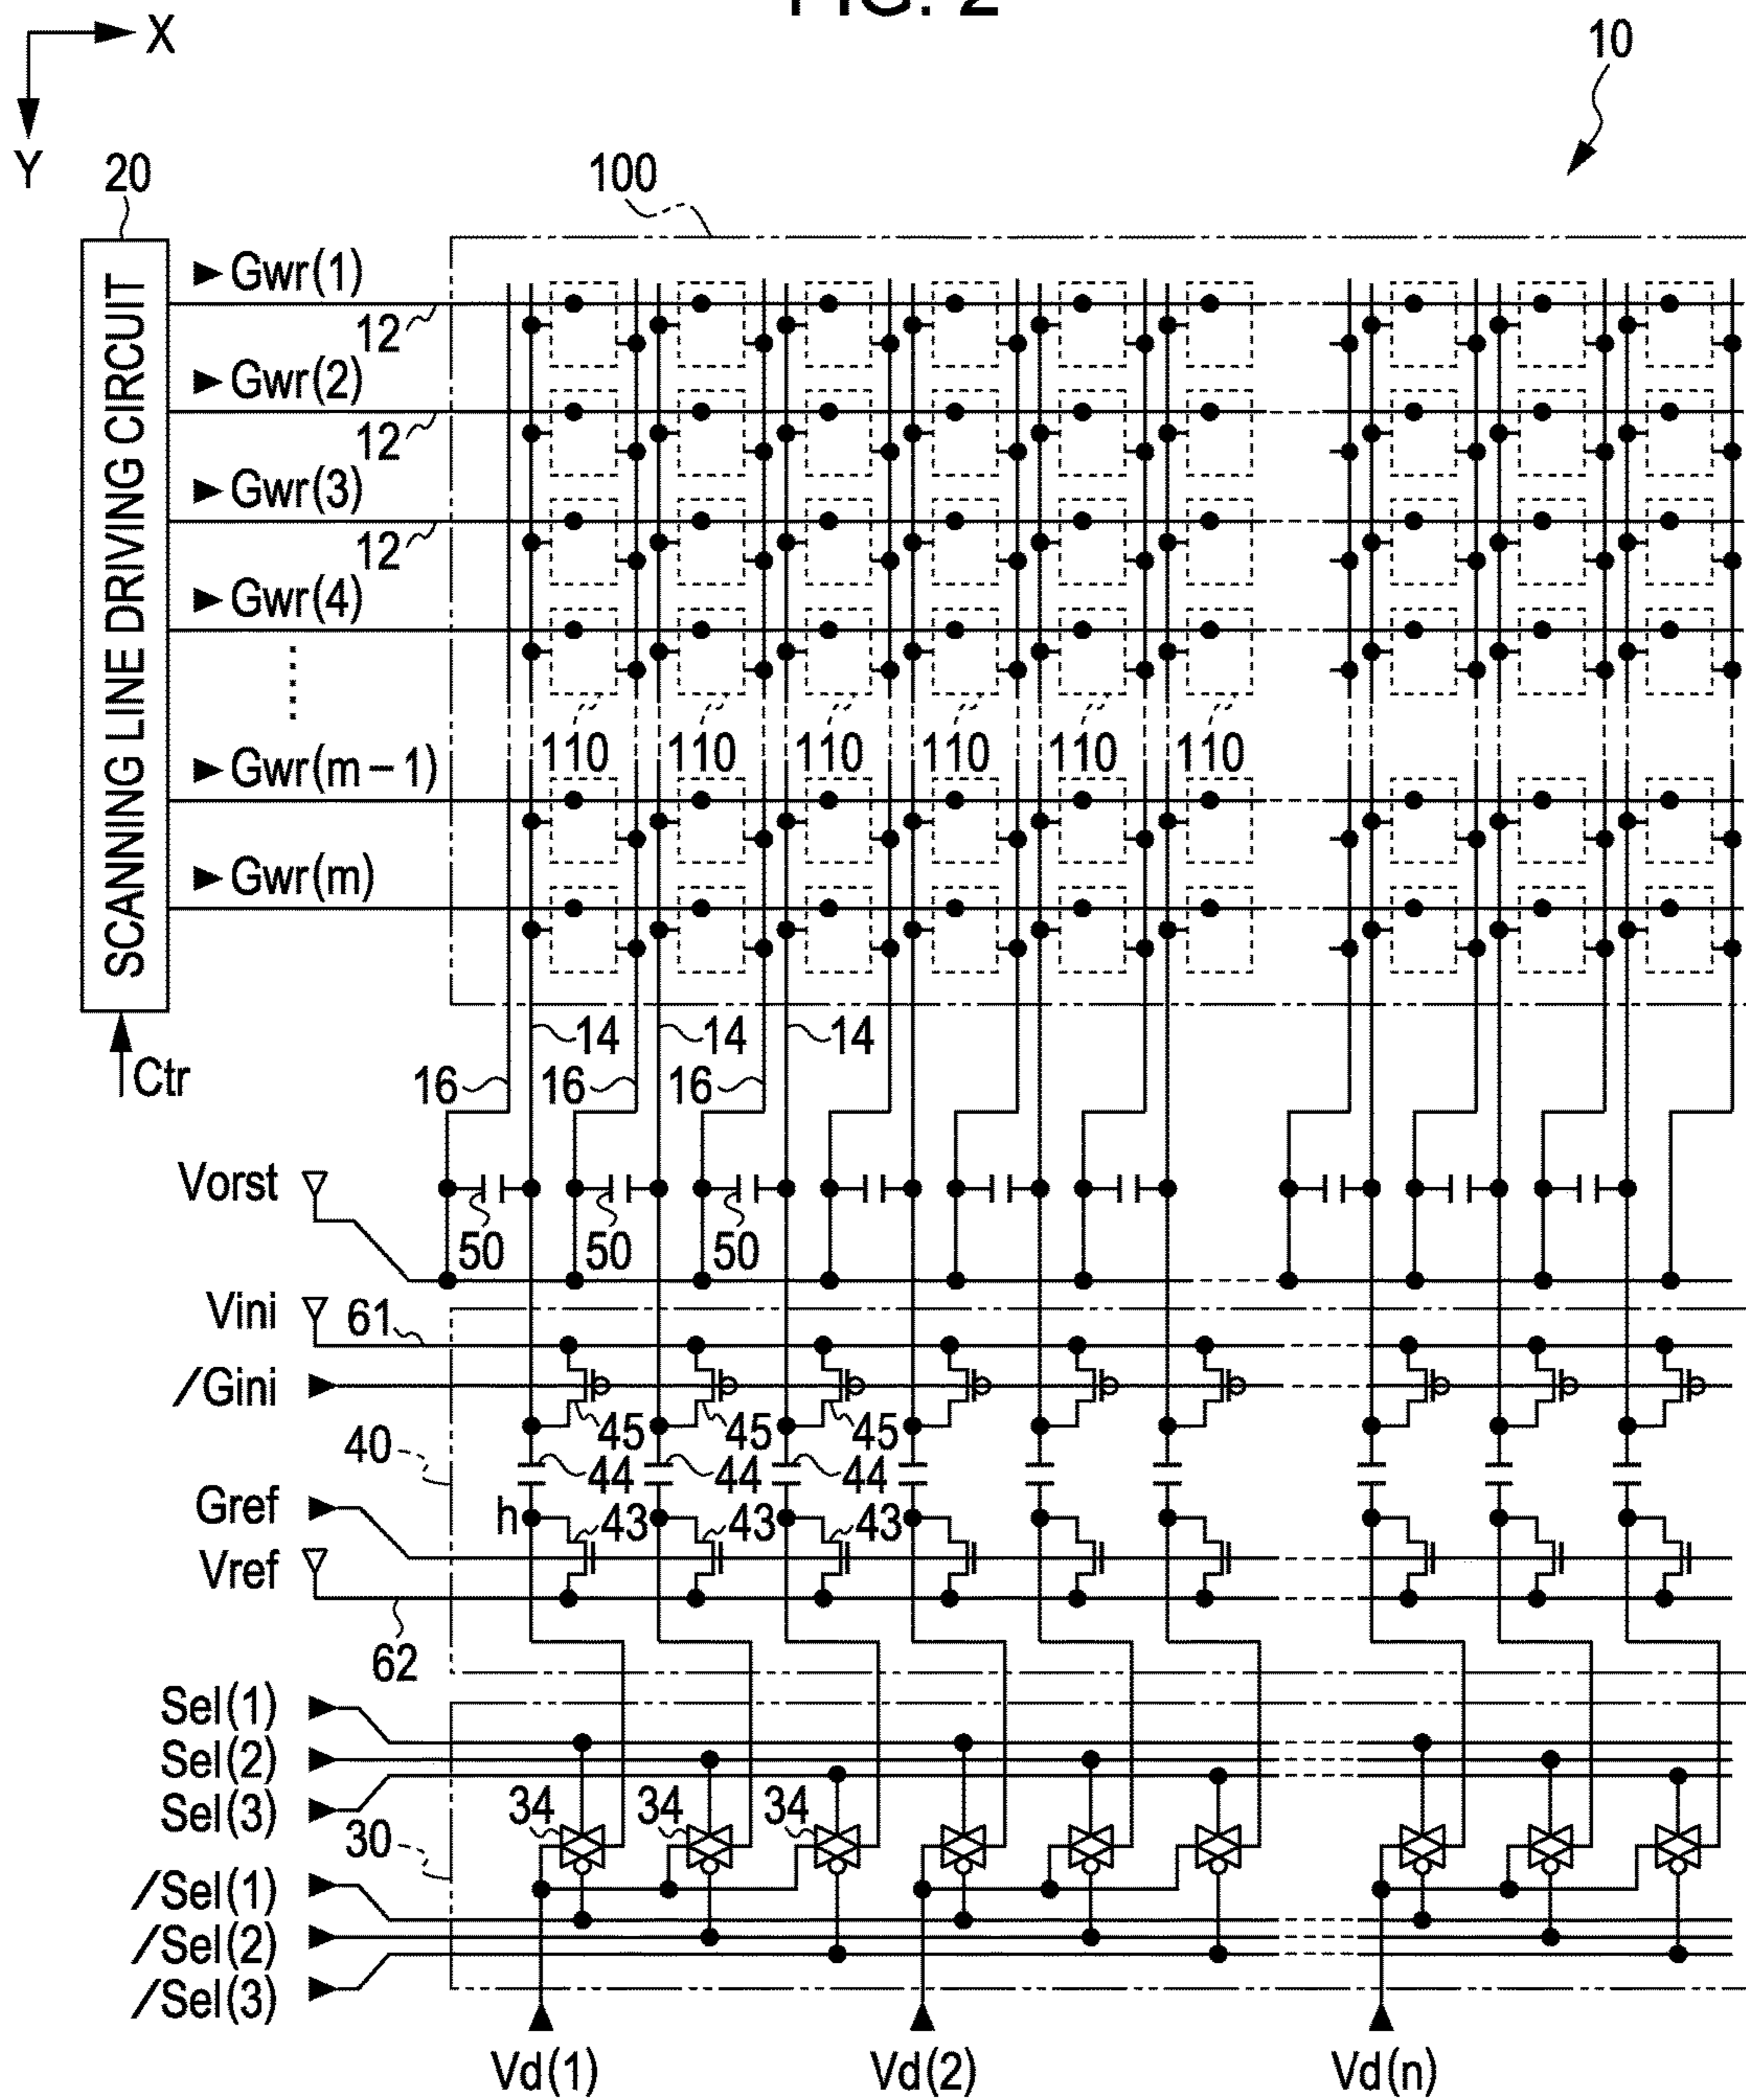 FIG. 2
X
10
Y
20
100
SCANNING LINE DRIVING CIRCUIT
Gwr(1)
12
Gwr(2)
12
Gwr(3)
12
Gwr(4)
110 110 110 110 110 110
Gwr(m−1)
Gwr(m)
14 14 14
Ctr
16 16 16
Vorst
50 50 50
Vini
61
/Gini
45 45 45
40
44 44 44
Gref
h
43 43 43
Vref
62
Sel(1)
Sel(2)
Sel(3)
34 34 34
30
/Sel(1)
/Sel(2)
/Sel(3)
Vd(1) Vd(2) Vd(n)